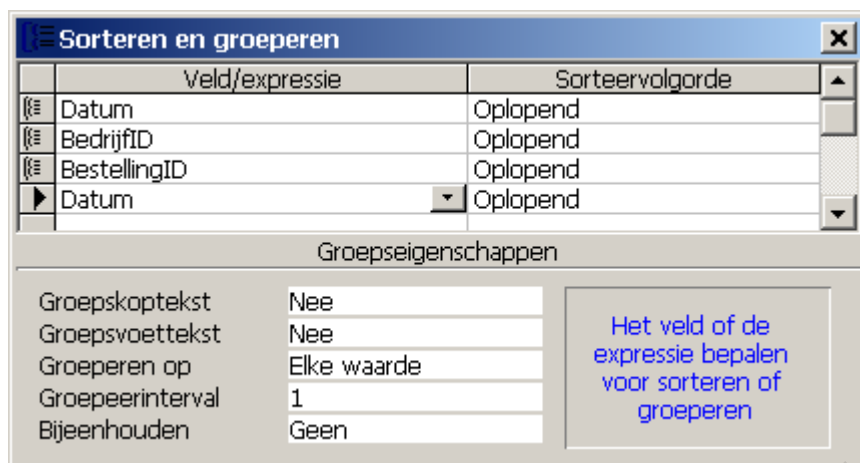 Sorteren en groeperen
Veld/expressie Sorteervolgorde
Datum Oplopend
BedrijfID Oplopend
BestellingID Oplopend
Datum Oplopend
Groepseigenschappen
Groepskoptekst Nee
Groepsvoettekst Nee
Groeperen op Elke waarde
Groepeerinterval 1
Bijeenhouden Geen
Het veld of de
expressie bepalen
voor sorteren of
groeperen